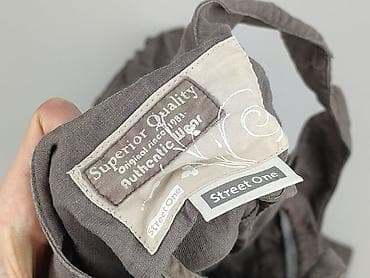 Superior Quality
Original since 1983.
Authentic Wear
Street One
Street One